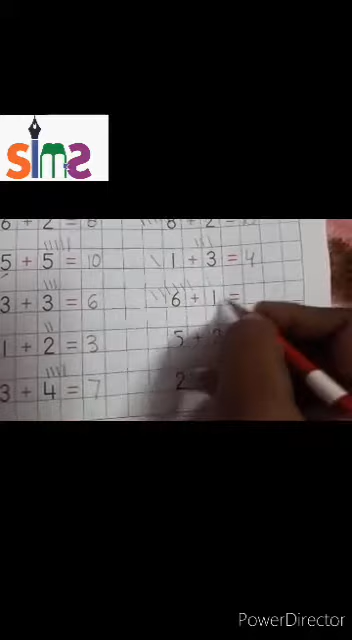 sims
6 + 2 = 8
8 + 2 = 10
5 + 5 = 10
1 + 3 = 4
3 + 3 = 6
6 + 1 =
1 + 2 = 3
5 +
3 + 4 = 7
2
PowerDirector